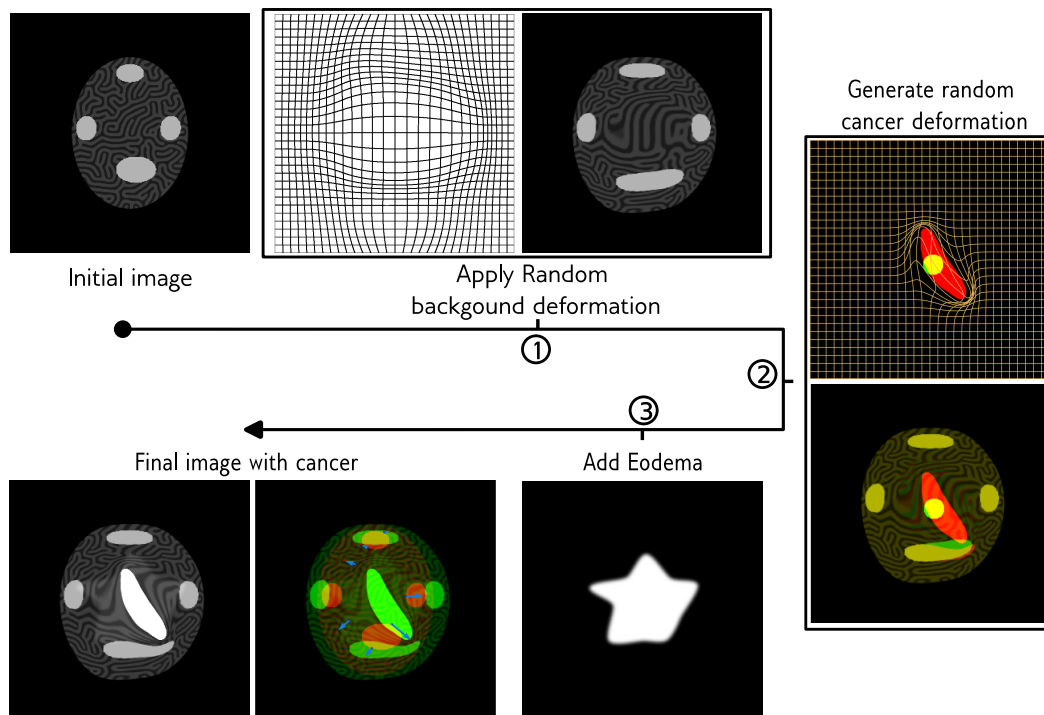 Initial image
Apply Random
backgound deformation
Generate random
cancer deformation
1
2
3
Final image with cancer
Add Eodema